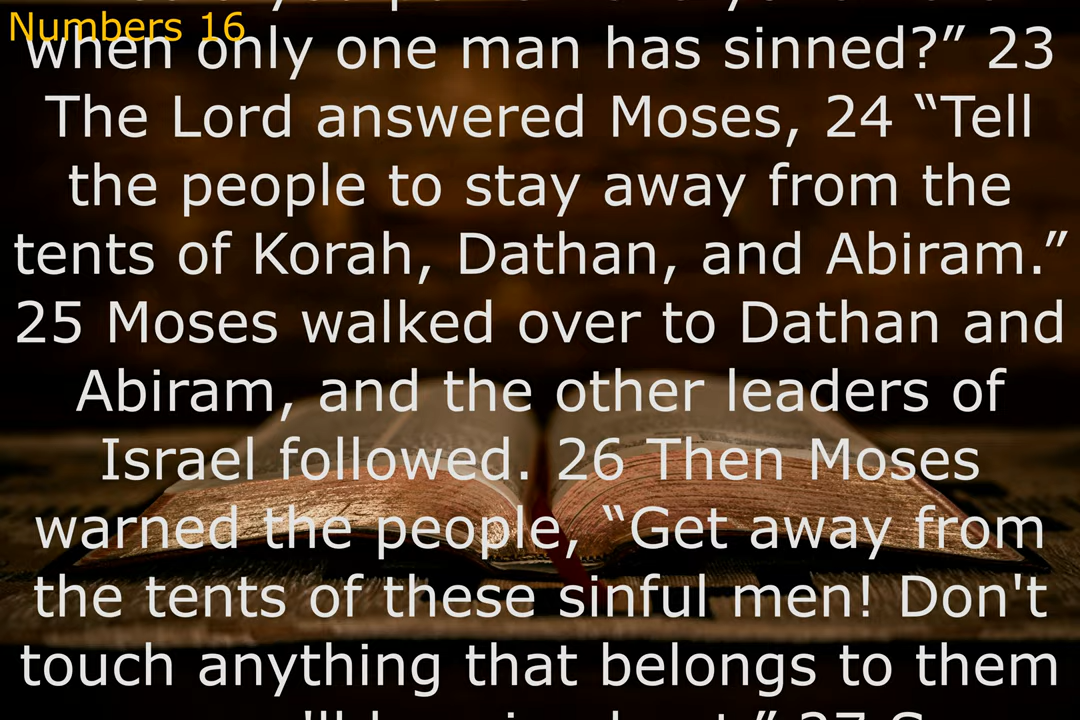 Numbers 16
when only one man has sinned?” 23
The Lord answered Moses, 24 “Tell
the people to stay away from the
tents of Korah, Dathan, and Abiram.”
25 Moses walked over to Dathan and
Abiram, and the other leaders of
Israel followed. 26 Then Moses
warned the people, “Get away from
the tents of these sinful men! Don't
touch anything that belongs to them